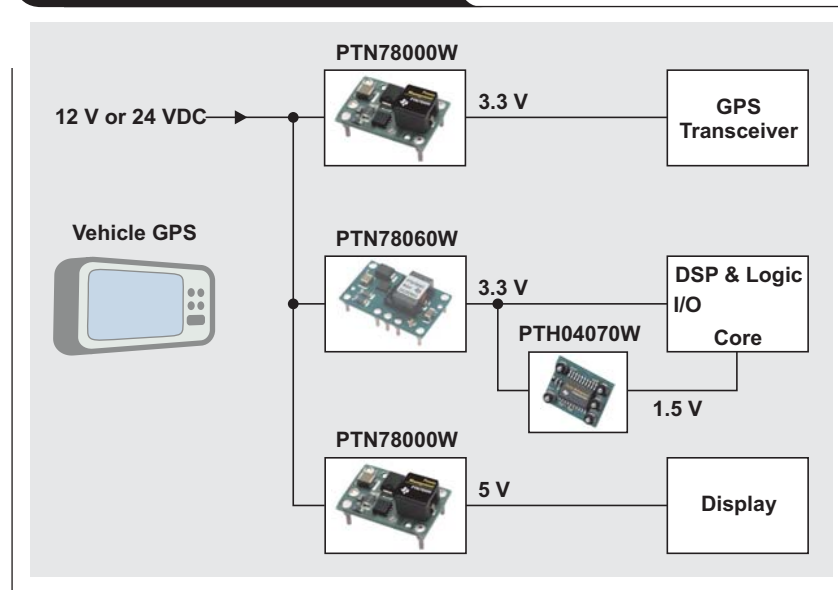 PTN78000W
12 V or 24 VDC
3.3 V
GPS
Transceiver
Vehicle GPS
PTN78060W
3.3 V
DSP & Logic
I/O
Core
PTH04070W
1.5 V
PTN78000W
5 V
Display